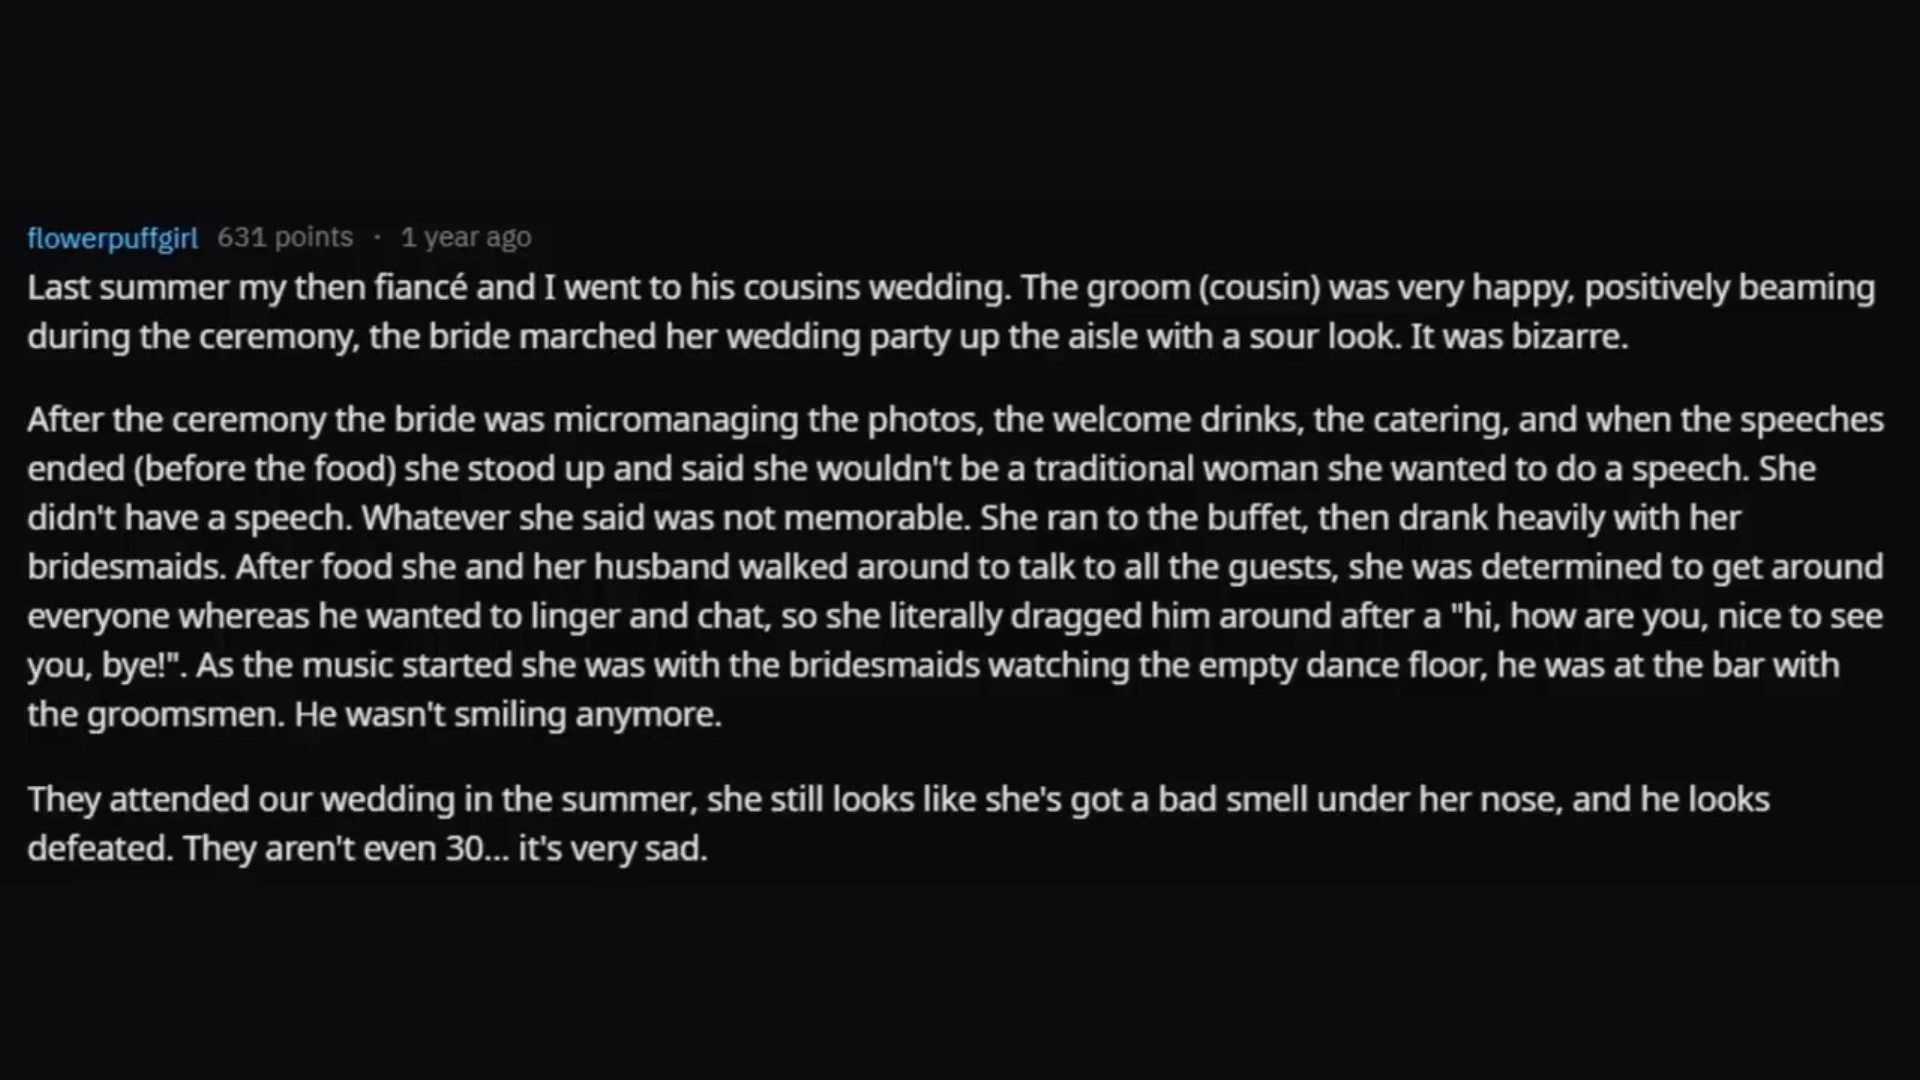 flowerpuffgirl 631 points · 1 year ago
Last summer my then fiancé and I went to his cousins wedding. The groom (cousin) was very happy, positively beaming
during the ceremony, the bride marched her wedding party up the aisle with a sour look. It was bizarre.
After the ceremony the bride was micromanaging the photos, the welcome drinks, the catering, and when the speeches
ended (before the food) she stood up and said she wouldn't be a traditional woman she wanted to do a speech. She
didn't have a speech. Whatever she said was not memorable. She ran to the buffet, then drank heavily with her
bridesmaids. After food she and her husband walked around to talk to all the guests, she was determined to get around
everyone whereas he wanted to linger and chat, so she literally dragged him around after a "hi, how are you, nice to see
you, bye!". As the music started she was with the bridesmaids watching the empty dance floor, he was at the bar with
the groomsmen. He wasn't smiling anymore.
They attended our wedding in the summer, she still looks like she's got a bad smell under her nose, and he looks
defeated. They aren't even 30... it's very sad.